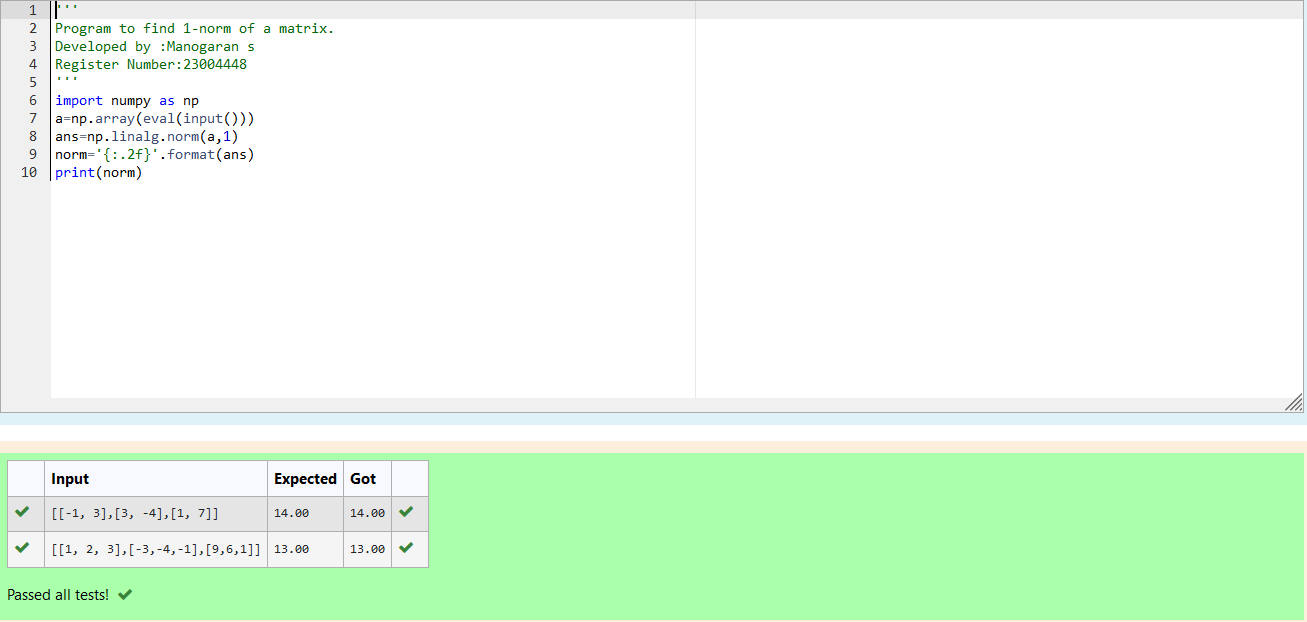 1 '''
2 Program to find 1-norm of a matrix.
3 Developed by :Manogaran s
4 Register Number:23004448
5 '''
6 import numpy as np
7 a=np.array(eval(input()))
8 ans=np.linalg.norm(a,1)
9 norm='{:.2f}'.format(ans)
10 print(norm)
Input Expected Got
[[-1, 3],[3, -4],[1, 7]] 14.00 14.00
[[1, 2, 3],[-3,-4,-1],[9,6,1]] 13.00 13.00
Passed all tests!